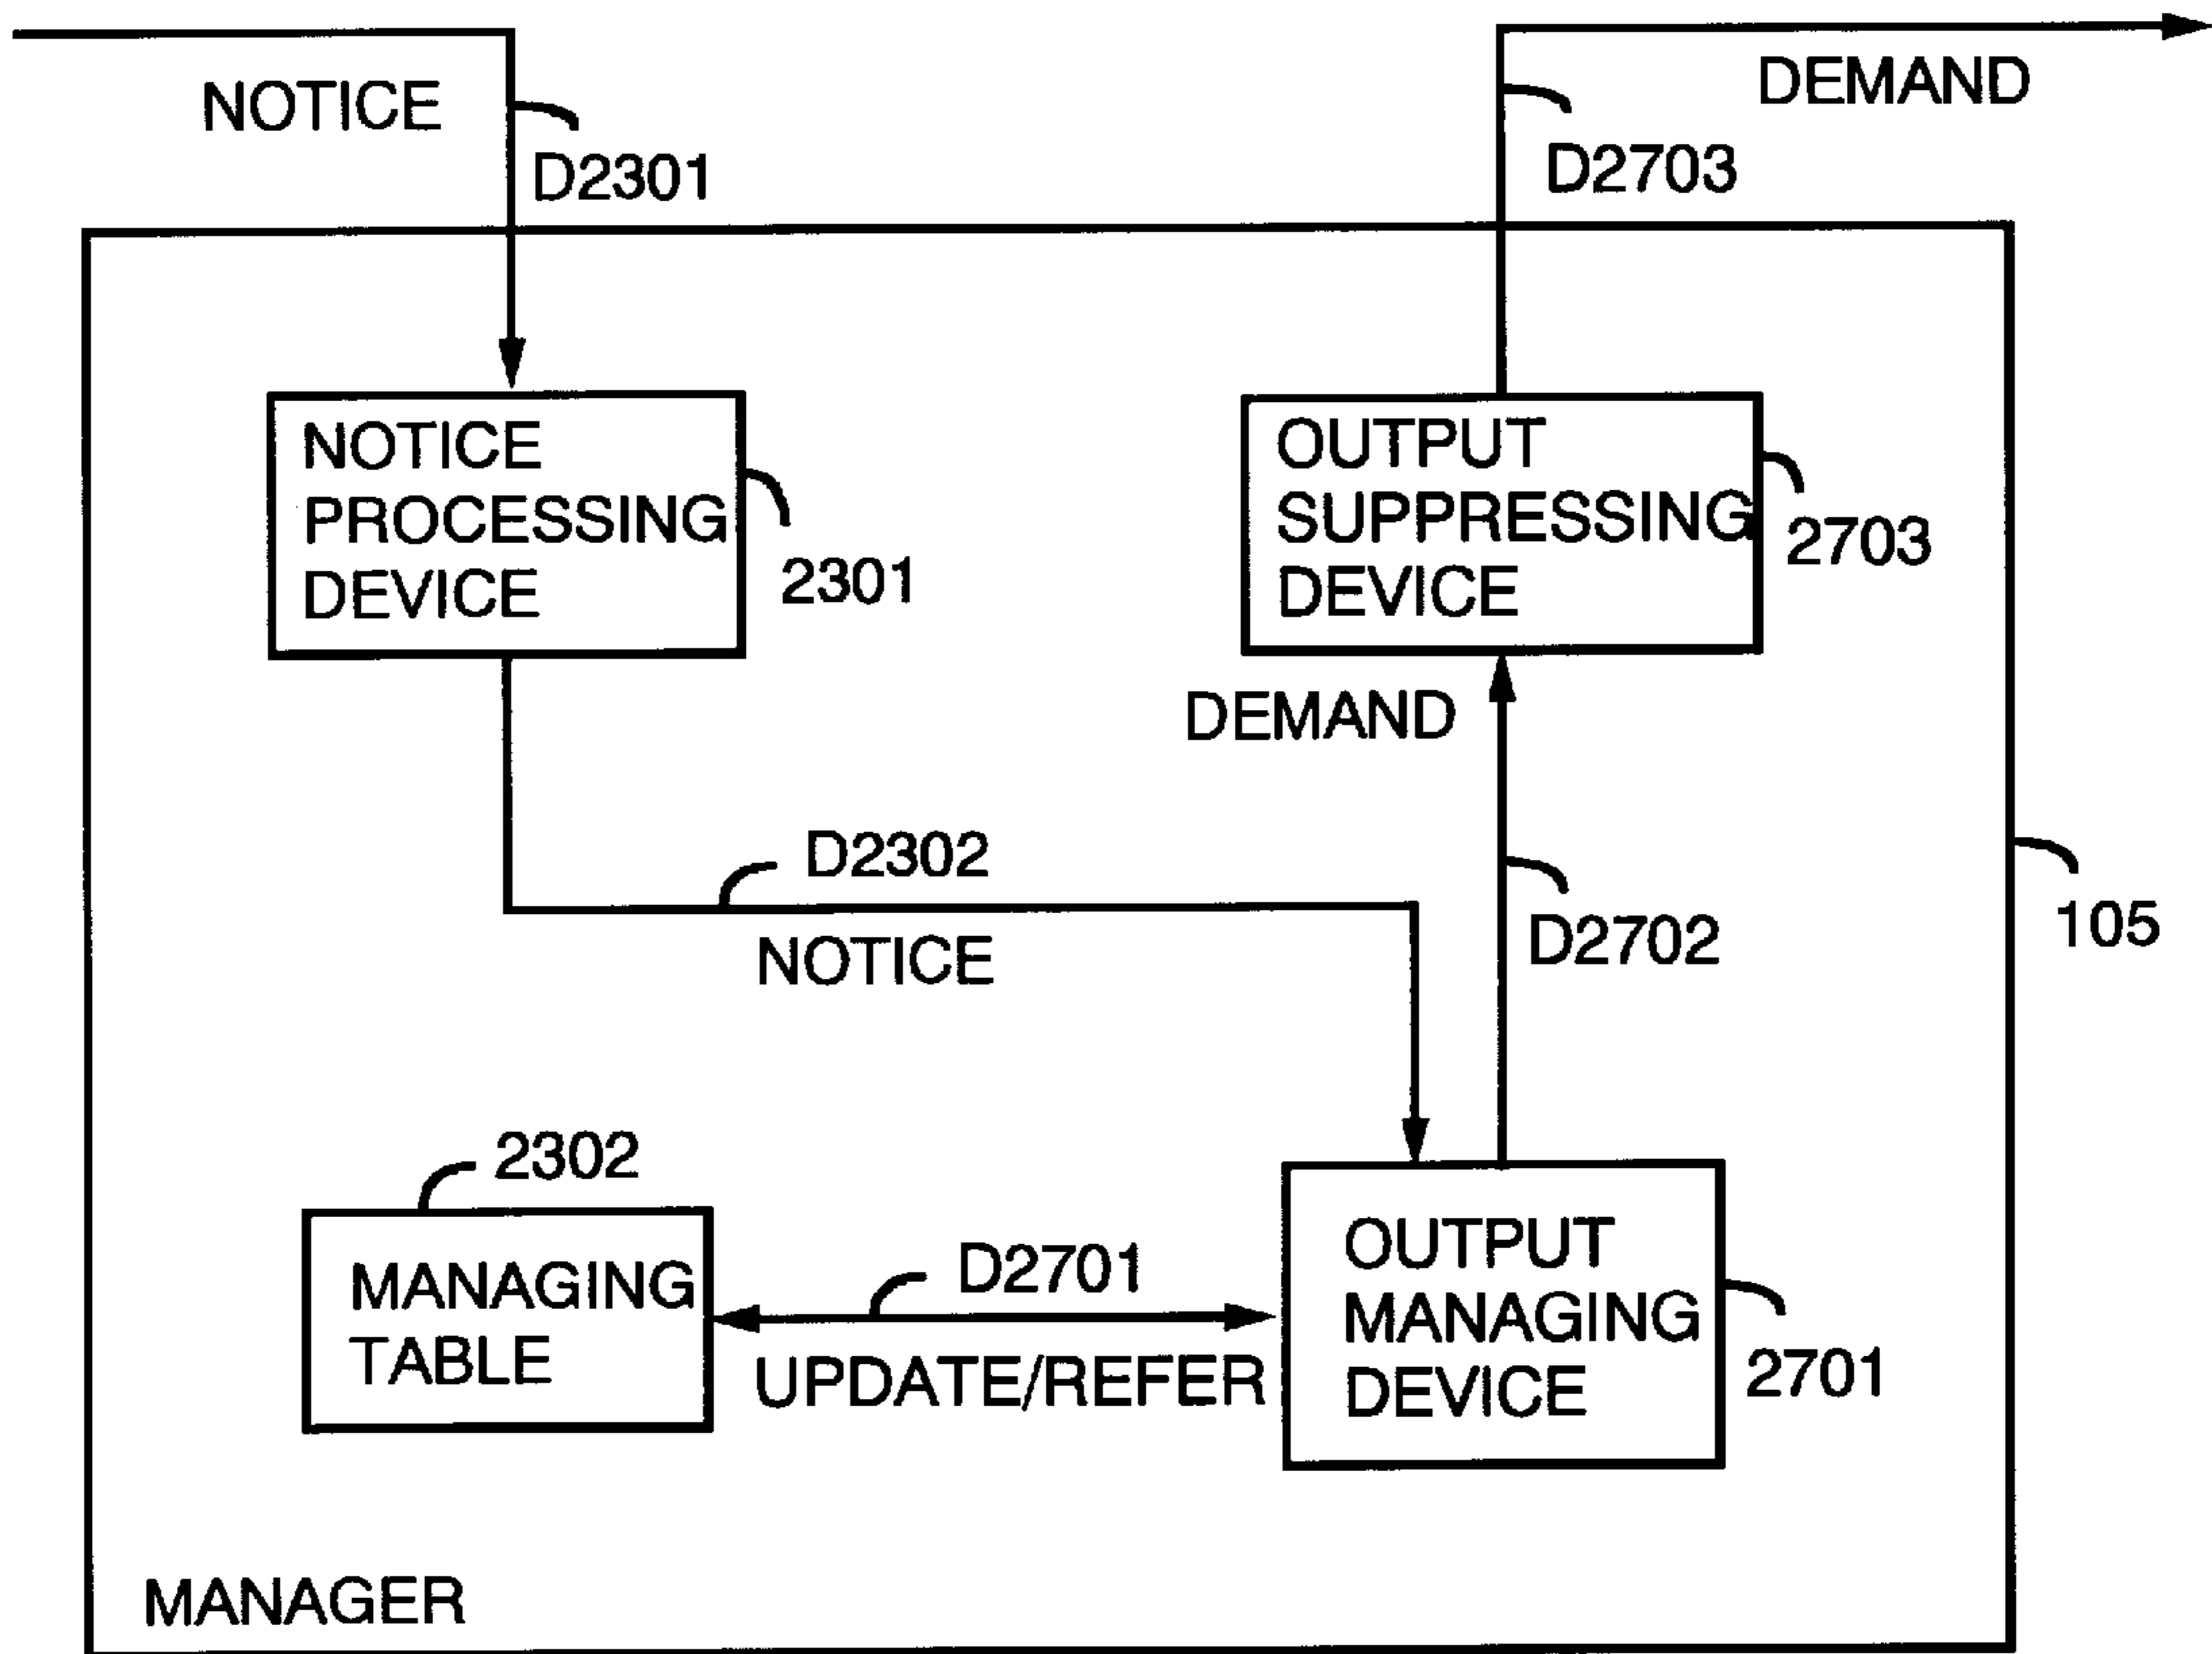 NOTICE
D2301
DEMAND
D2703
NOTICE
PROCESSING
DEVICE
2301
OUTPUT
SUPPRESSING
DEVICE
2703
DEMAND
D2302
NOTICE
D2702
105
2302
MANAGING
TABLE
D2701
UPDATE/REFER
OUTPUT
MANAGING
DEVICE
2701
MANAGER